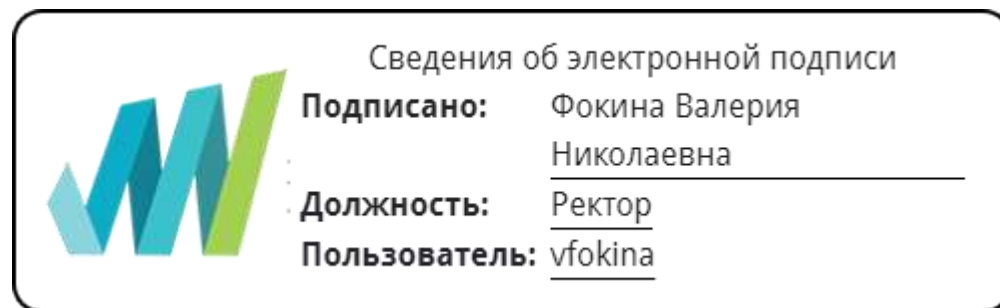 Сведения об электронной подписи
Подписано: Фокина Валерия
Николаевна
Должность: Ректор
Пользователь: vfokina